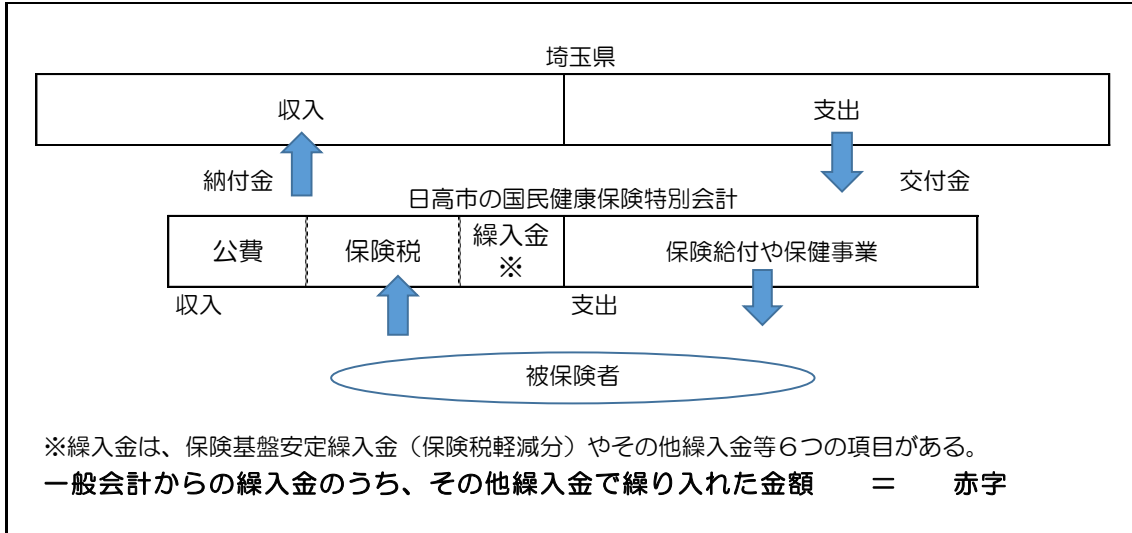 埼玉県
収入 支出
納付金 交付金
日高市の国民健康保険特別会計
公費 保険税 繰入金 保険給付や保健事業
※
収入 支出
被保険者
※繰入金は、保険基盤安定繰入金（保険税軽減分）やその他繰入金等６つの項目がある。
一般会計からの繰入金のうち、その他繰入金で繰り入れた金額　＝　赤字